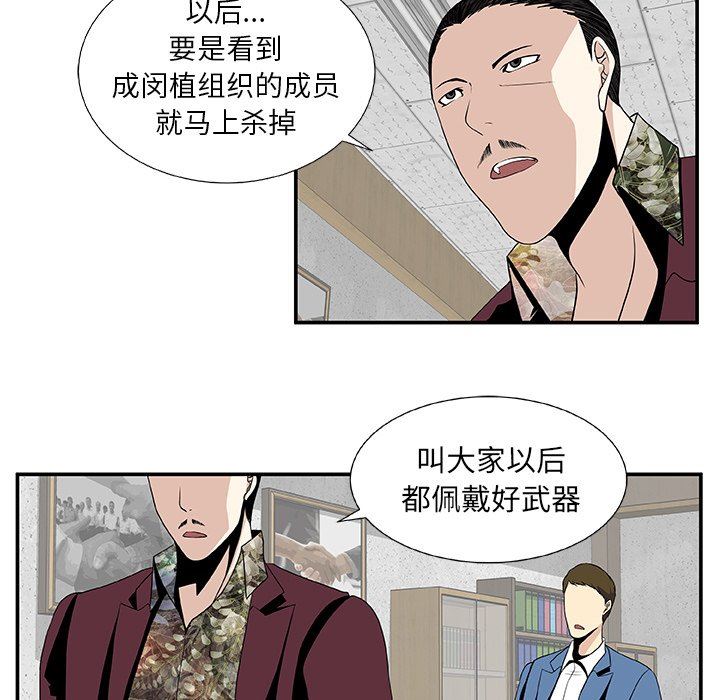 以后...
要是看到
成闵植组织的成员
就马上杀掉
叫大家以后
都佩戴好武器